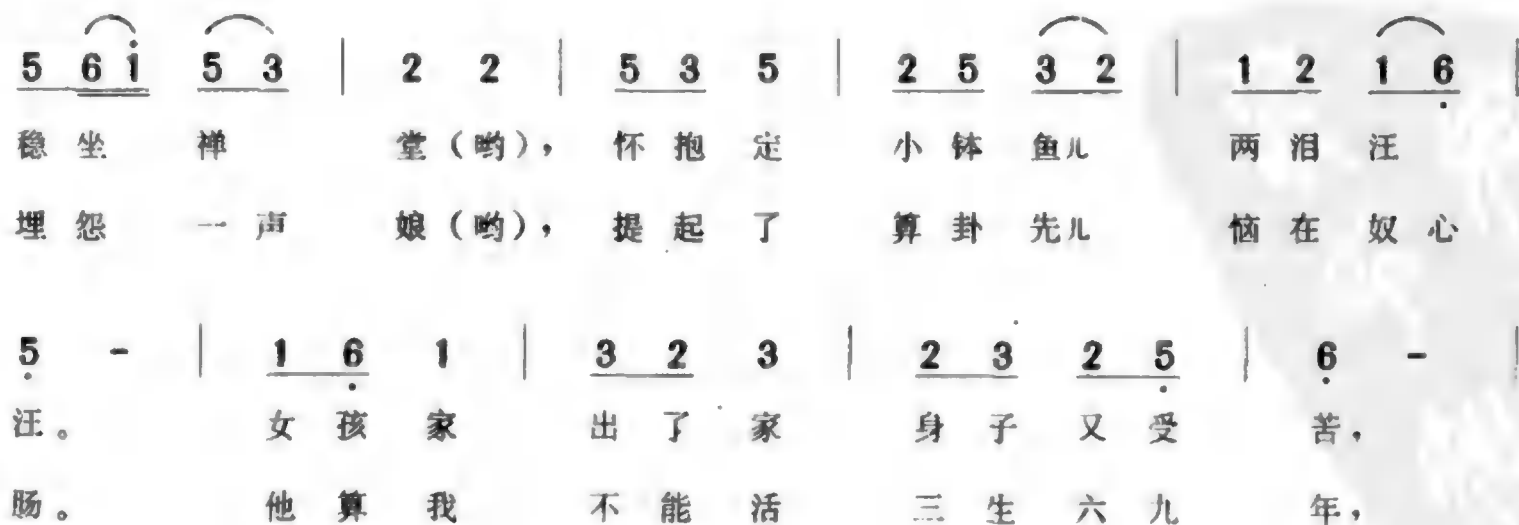 5 6 i 5 3 | 2 2 | 5 3 5 | 2 5 3 2 | 1 2 1 6 |
稳坐 禅 堂(哟), 怀抱定 小钵鱼儿 两泪汪
埋怨 一声 娘(哟), 提起了 算卦先儿 恼在奴心
5 - | 1 6 1 | 3 2 3 | 2 3 2 5 | 6 - |
汪。 女孩家 出了家 身子又受 苦,
肠。 他算我 不能活 三生六九 年,